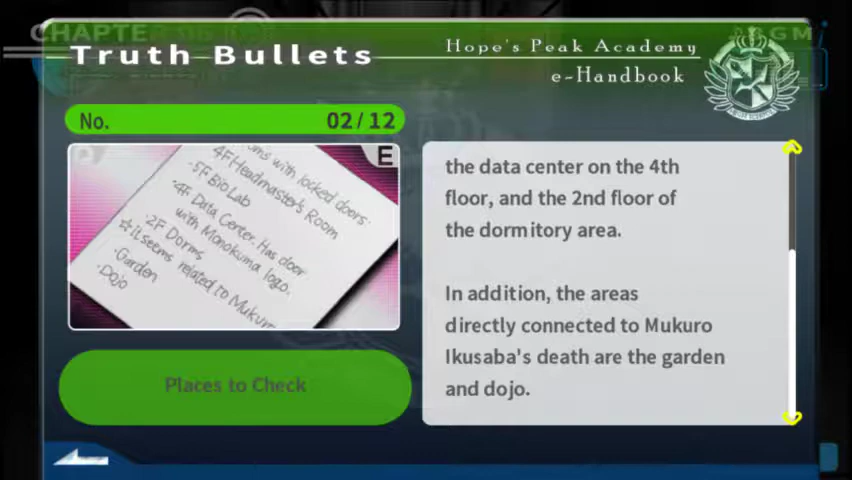 CHAPTER 06
BGM
Truth Bullets
Hope's Peak Academy
e-Handbook
No. 02/12
E
ms with locked doors.
4F Headmaster's Room
·5F Bio Lab
·4F Data Center. Has door
with Monokuma logo.
·2F Dorms
☆it seems related to Mukur
·Garden
·Dojo
Places to Check
the data center on the 4th
floor, and the 2nd floor of
the dormitory area.
In addition, the areas
directly connected to Mukuro
Ikusaba's death are the garden
and dojo.